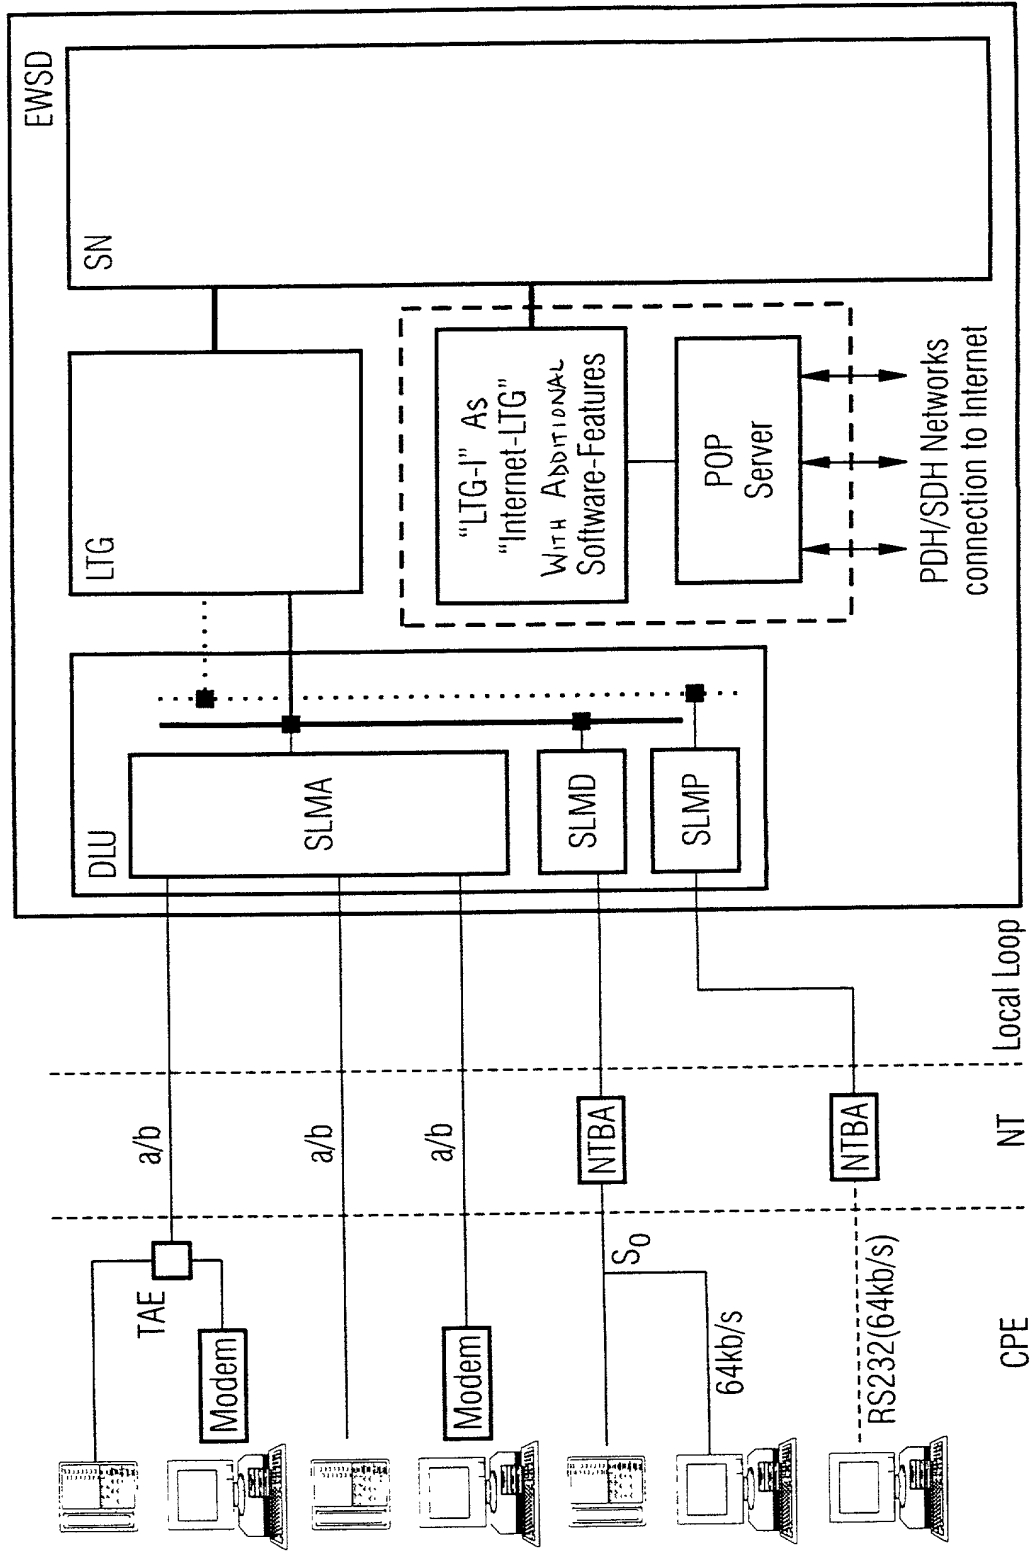 EWSD
SN
LTG
"LTG-I" As
"Internet-LTG"
WITH ADDITIONAL
Software-Features
POP
Server
PDH/SDH Networks
connection to Internet
DLU
SLMA
SLMD
SLMP
a/b
a/b
a/b
NTBA
NTBA
TAE
Modem
Modem
S0
64kb/s
RS232(64kb/s)
CPE
NT
Local Loop